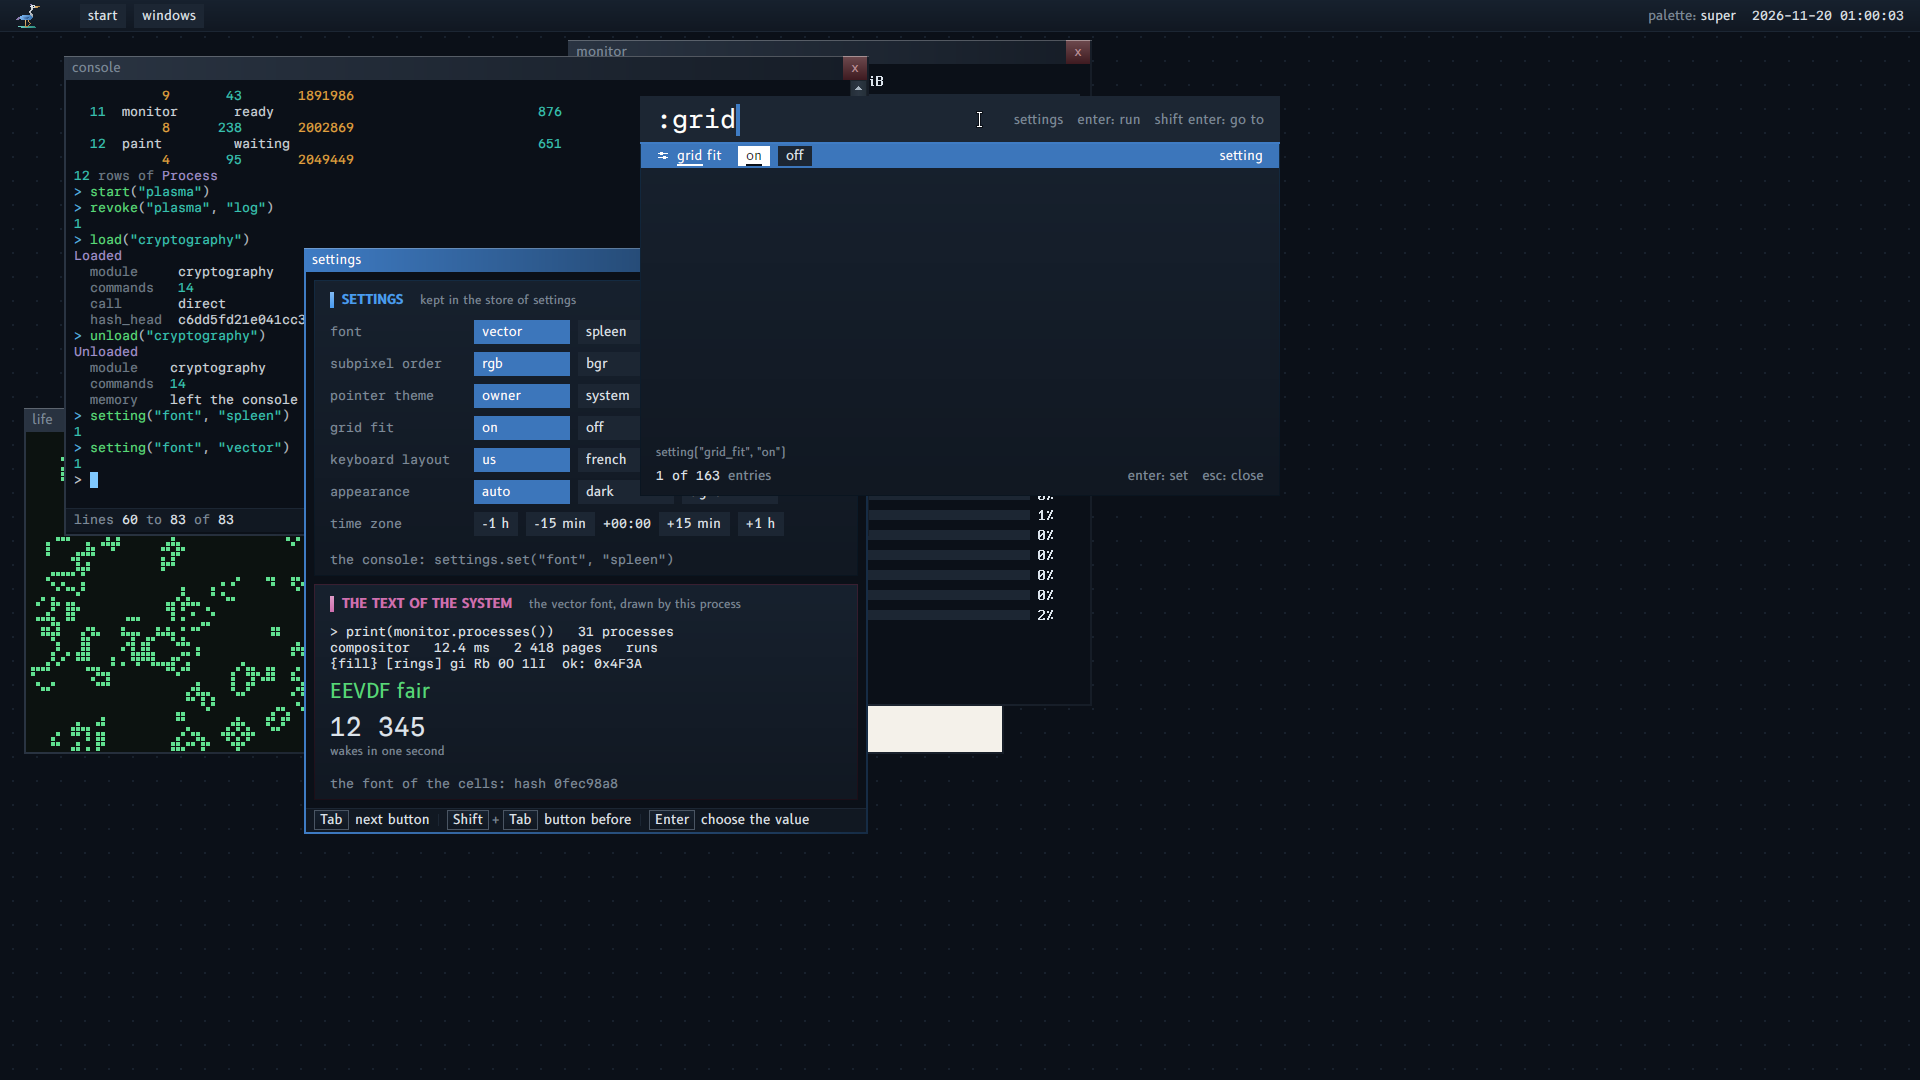 start windows palette: super 2026-11-20 01:00:03
monitor x
console x
iB
9 43 1891986
11 monitor ready 876
8 238 2002869
12 paint waiting 651
4 95 2049449
12 rows of Process
> start("plasma")
> revoke("plasma", "log")
1
> load("cryptography")
Loaded
module cryptography
commands 14
call direct
hash_head c6dd5fd21e041cc3
> unload("cryptography")
Unloaded
module cryptography
commands 14
memory left the console
> setting("font", "spleen")
1
> setting("font", "vector")
1
>
lines 60 to 83 of 83
:grid settings enter: run shift enter: go to
grid fit on off setting
setting["grid_fit", "on"]
1 of 163 entries enter: set esc: close
life
settings
SETTINGS kept in the store of settings
font vector spleen
subpixel order rgb bgr
pointer theme owner system
grid fit on off
keyboard layout us french
appearance auto dark
time zone -1 h -15 min +00:00 +15 min +1 h
the console: settings.set("font", "spleen")
THE TEXT OF THE SYSTEM the vector font, drawn by this process
> print(monitor.processes()) 31 processes
compositor 12.4 ms 2 418 pages runs
{fill} [rings] gi Rb 0O 1lI ok: 0x4F3A
EEVDF fair
12 345
wakes in one second
the font of the cells: hash 0fec98a8
Tab next button Shift + Tab button before Enter choose the value
1%
0%
0%
0%
0%
2%